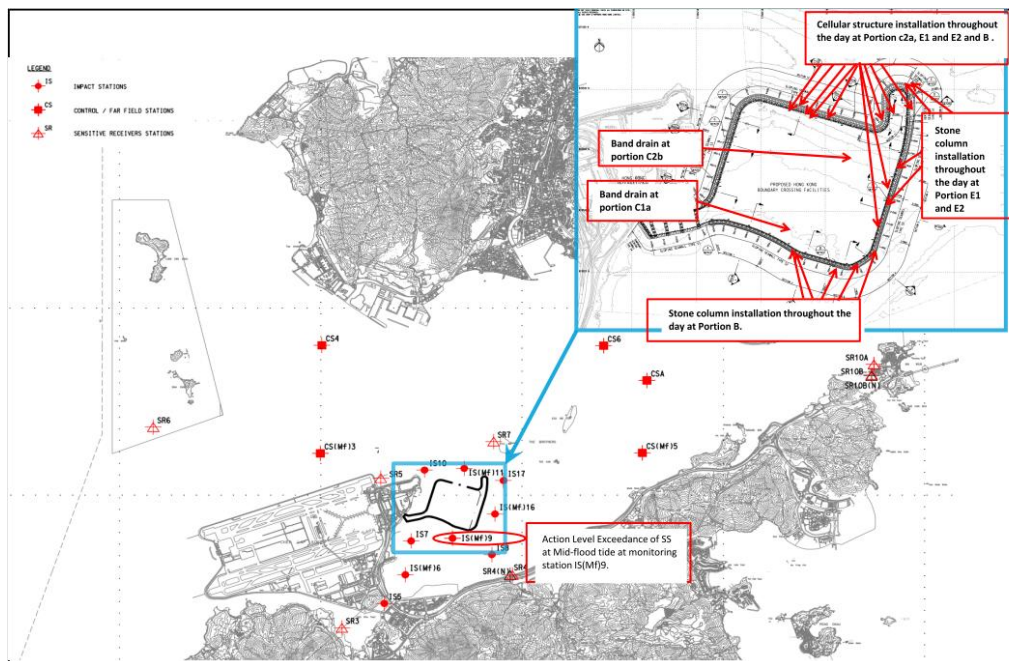 LEGEND
IS
IMPACT STATIONS
CS
CONTROL / FAR FIELD STATIONS
SR
SENSITIVE RECEIVERS STATIONS
Cellular structure installation throughout
the day at Portion c2a, E1 and E2 and B .
Stone
column
installation
throughout
the day at
Portion E1
and E2
Band drain at
portion C2b
Band drain at
portion C1a
PROPOSED HONG KONG
BOUNDARY CROSSING FACILITIES
Stone column installation throughout the
day at Portion B.
CS4
CS6
CSA
SR10A
SR10B
SR10B(N)
SR6
SR7
CS(Mf)3
CS(Mf)5
SR5
IS10
IS(Mf)11
IS17
IS(Mf)16
IS7
IS(Mf)9
IS8
Action Level Exceedance of SS
at Mid-flood tide at monitoring
station IS(Mf)9.
IS(Mf)6
SR4(N)
SR4
IS5
SR3